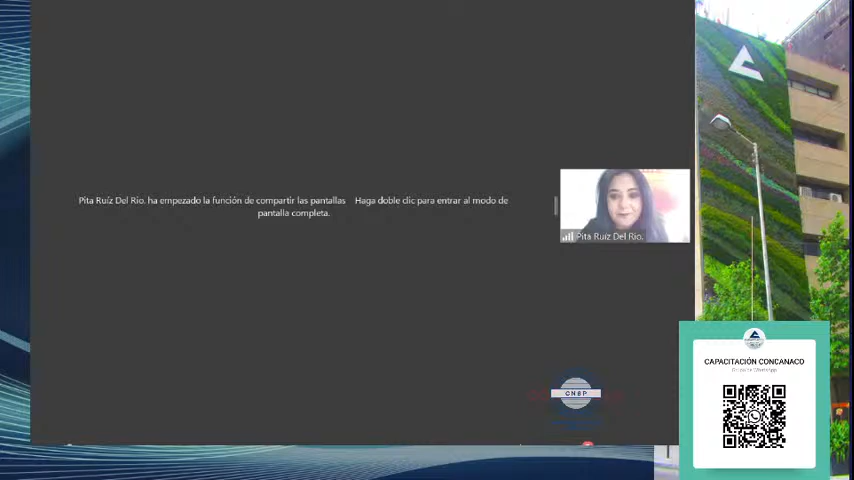 Pita Ruíz Del Río. ha empezado la función de compartir las pantallas    Haga doble clic para entrar al modo de
pantalla completa.
Pita Ruíz Del Río.
CNSP
CAPACITACIÓN CONCANACO